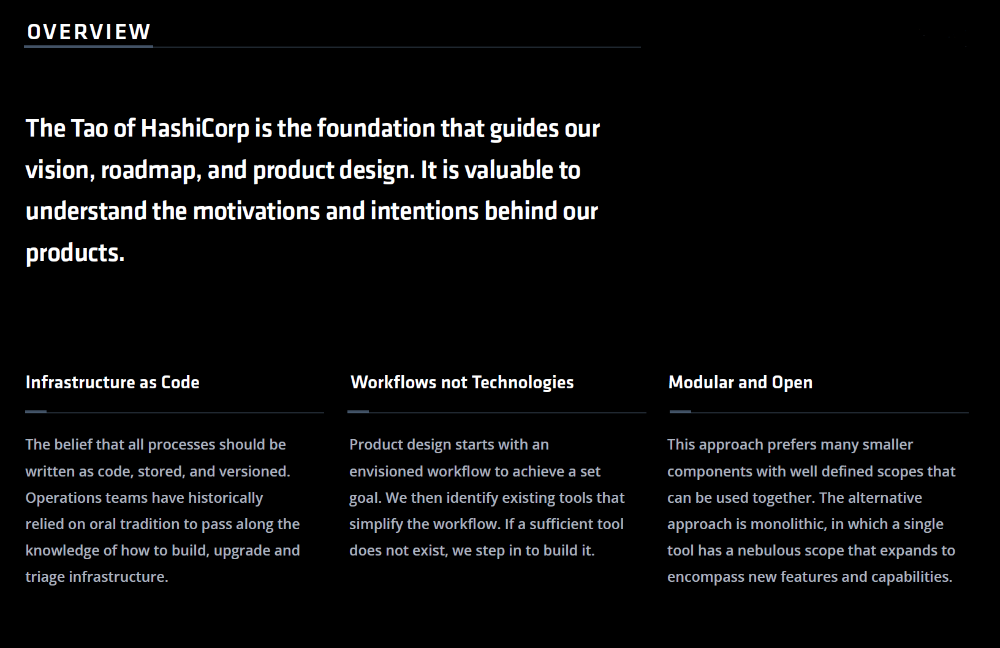 OVERVIEW
The Tao of HashiCorp is the foundation that guides our
vision, roadmap, and product design. It is valuable to
understand the motivations and intentions behind our
products.
Infrastructure as Code
The belief that all processes should be
written as code, stored, and versioned.
Operations teams have historically
relied on oral tradition to pass along the
knowledge of how to build, upgrade and
triage infrastructure.
Workflows not Technologies
Product design starts with an
envisioned workflow to achieve a set
goal. We then identify existing tools that
simplify the workflow. If a sufficient tool
does not exist, we step in to build it.
Modular and Open
This approach prefers many smaller
components with well defined scopes that
can be used together. The alternative
approach is monolithic, in which a single
tool has a nebulous scope that expands to
encompass new features and capabilities.